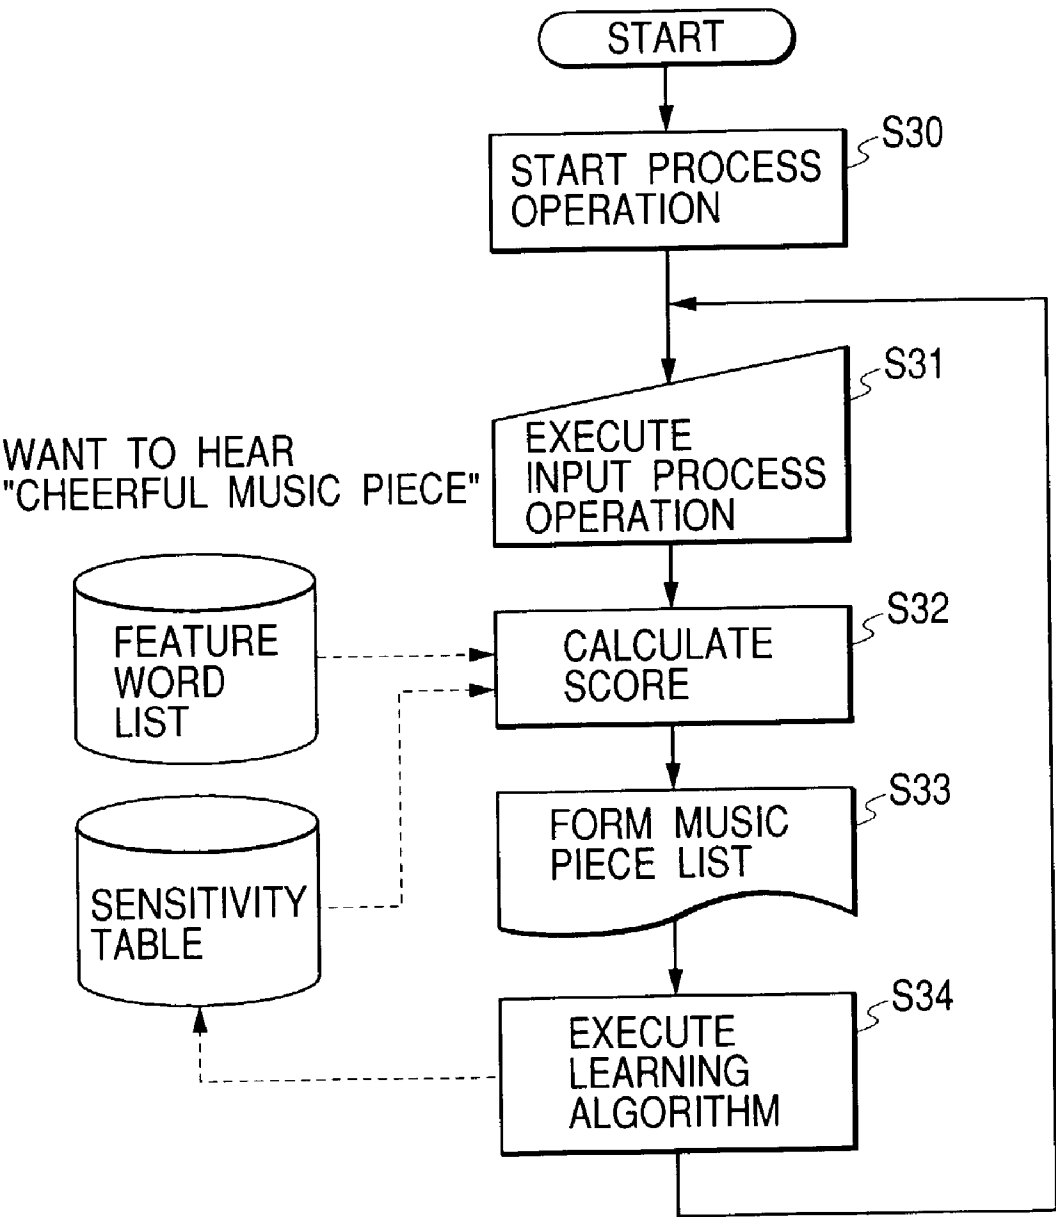 START
S30
START PROCESS
OPERATION
S31
EXECUTE
INPUT PROCESS
OPERATION
WANT TO HEAR
"CHEERFUL MUSIC PIECE"
S32
FEATURE
WORD
LIST
CALCULATE
SCORE
S33
FORM MUSIC
PIECE LIST
SENSITIVITY
TABLE
S34
EXECUTE
LEARNING
ALGORITHM